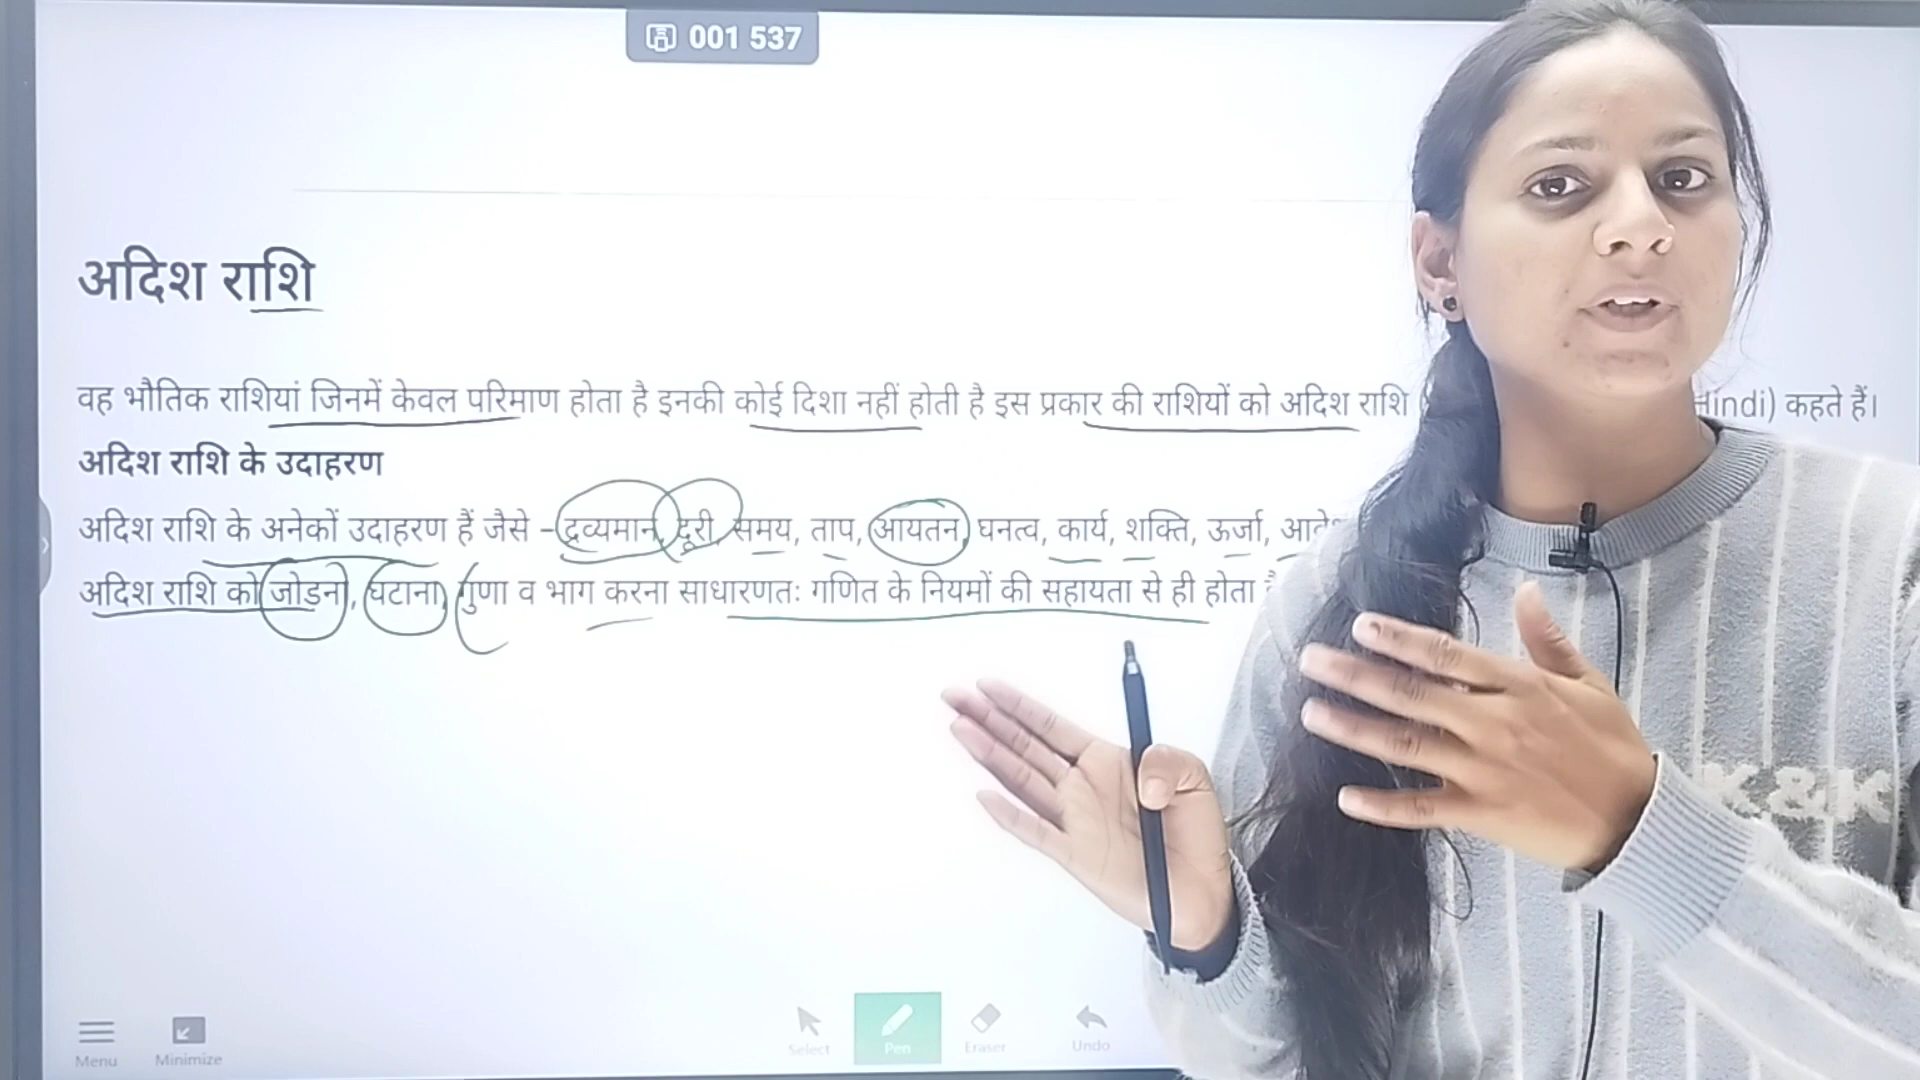 001 537
अदिश राशि
वह भौतिक राशियां जिनमें केवल परिमाण होता है इनकी कोई दिशा नहीं होती है इस प्रकार की राशियों को अदिश राशि Hindi) कहते हैं।
अदिश राशि के उदाहरण
अदिश राशि के अनेकों उदाहरण हैं जैसे – द्रव्यमान, दूरी, समय, ताप, आयतन, घनत्व, कार्य, शक्ति, ऊर्जा,
अदिश राशि को जोड़ना, घटाना, गुणा व भाग करना साधारणतः गणित के नियमों की सहायता से ही होता
K&K
Menu Minimize Select Pen Eraser Undo